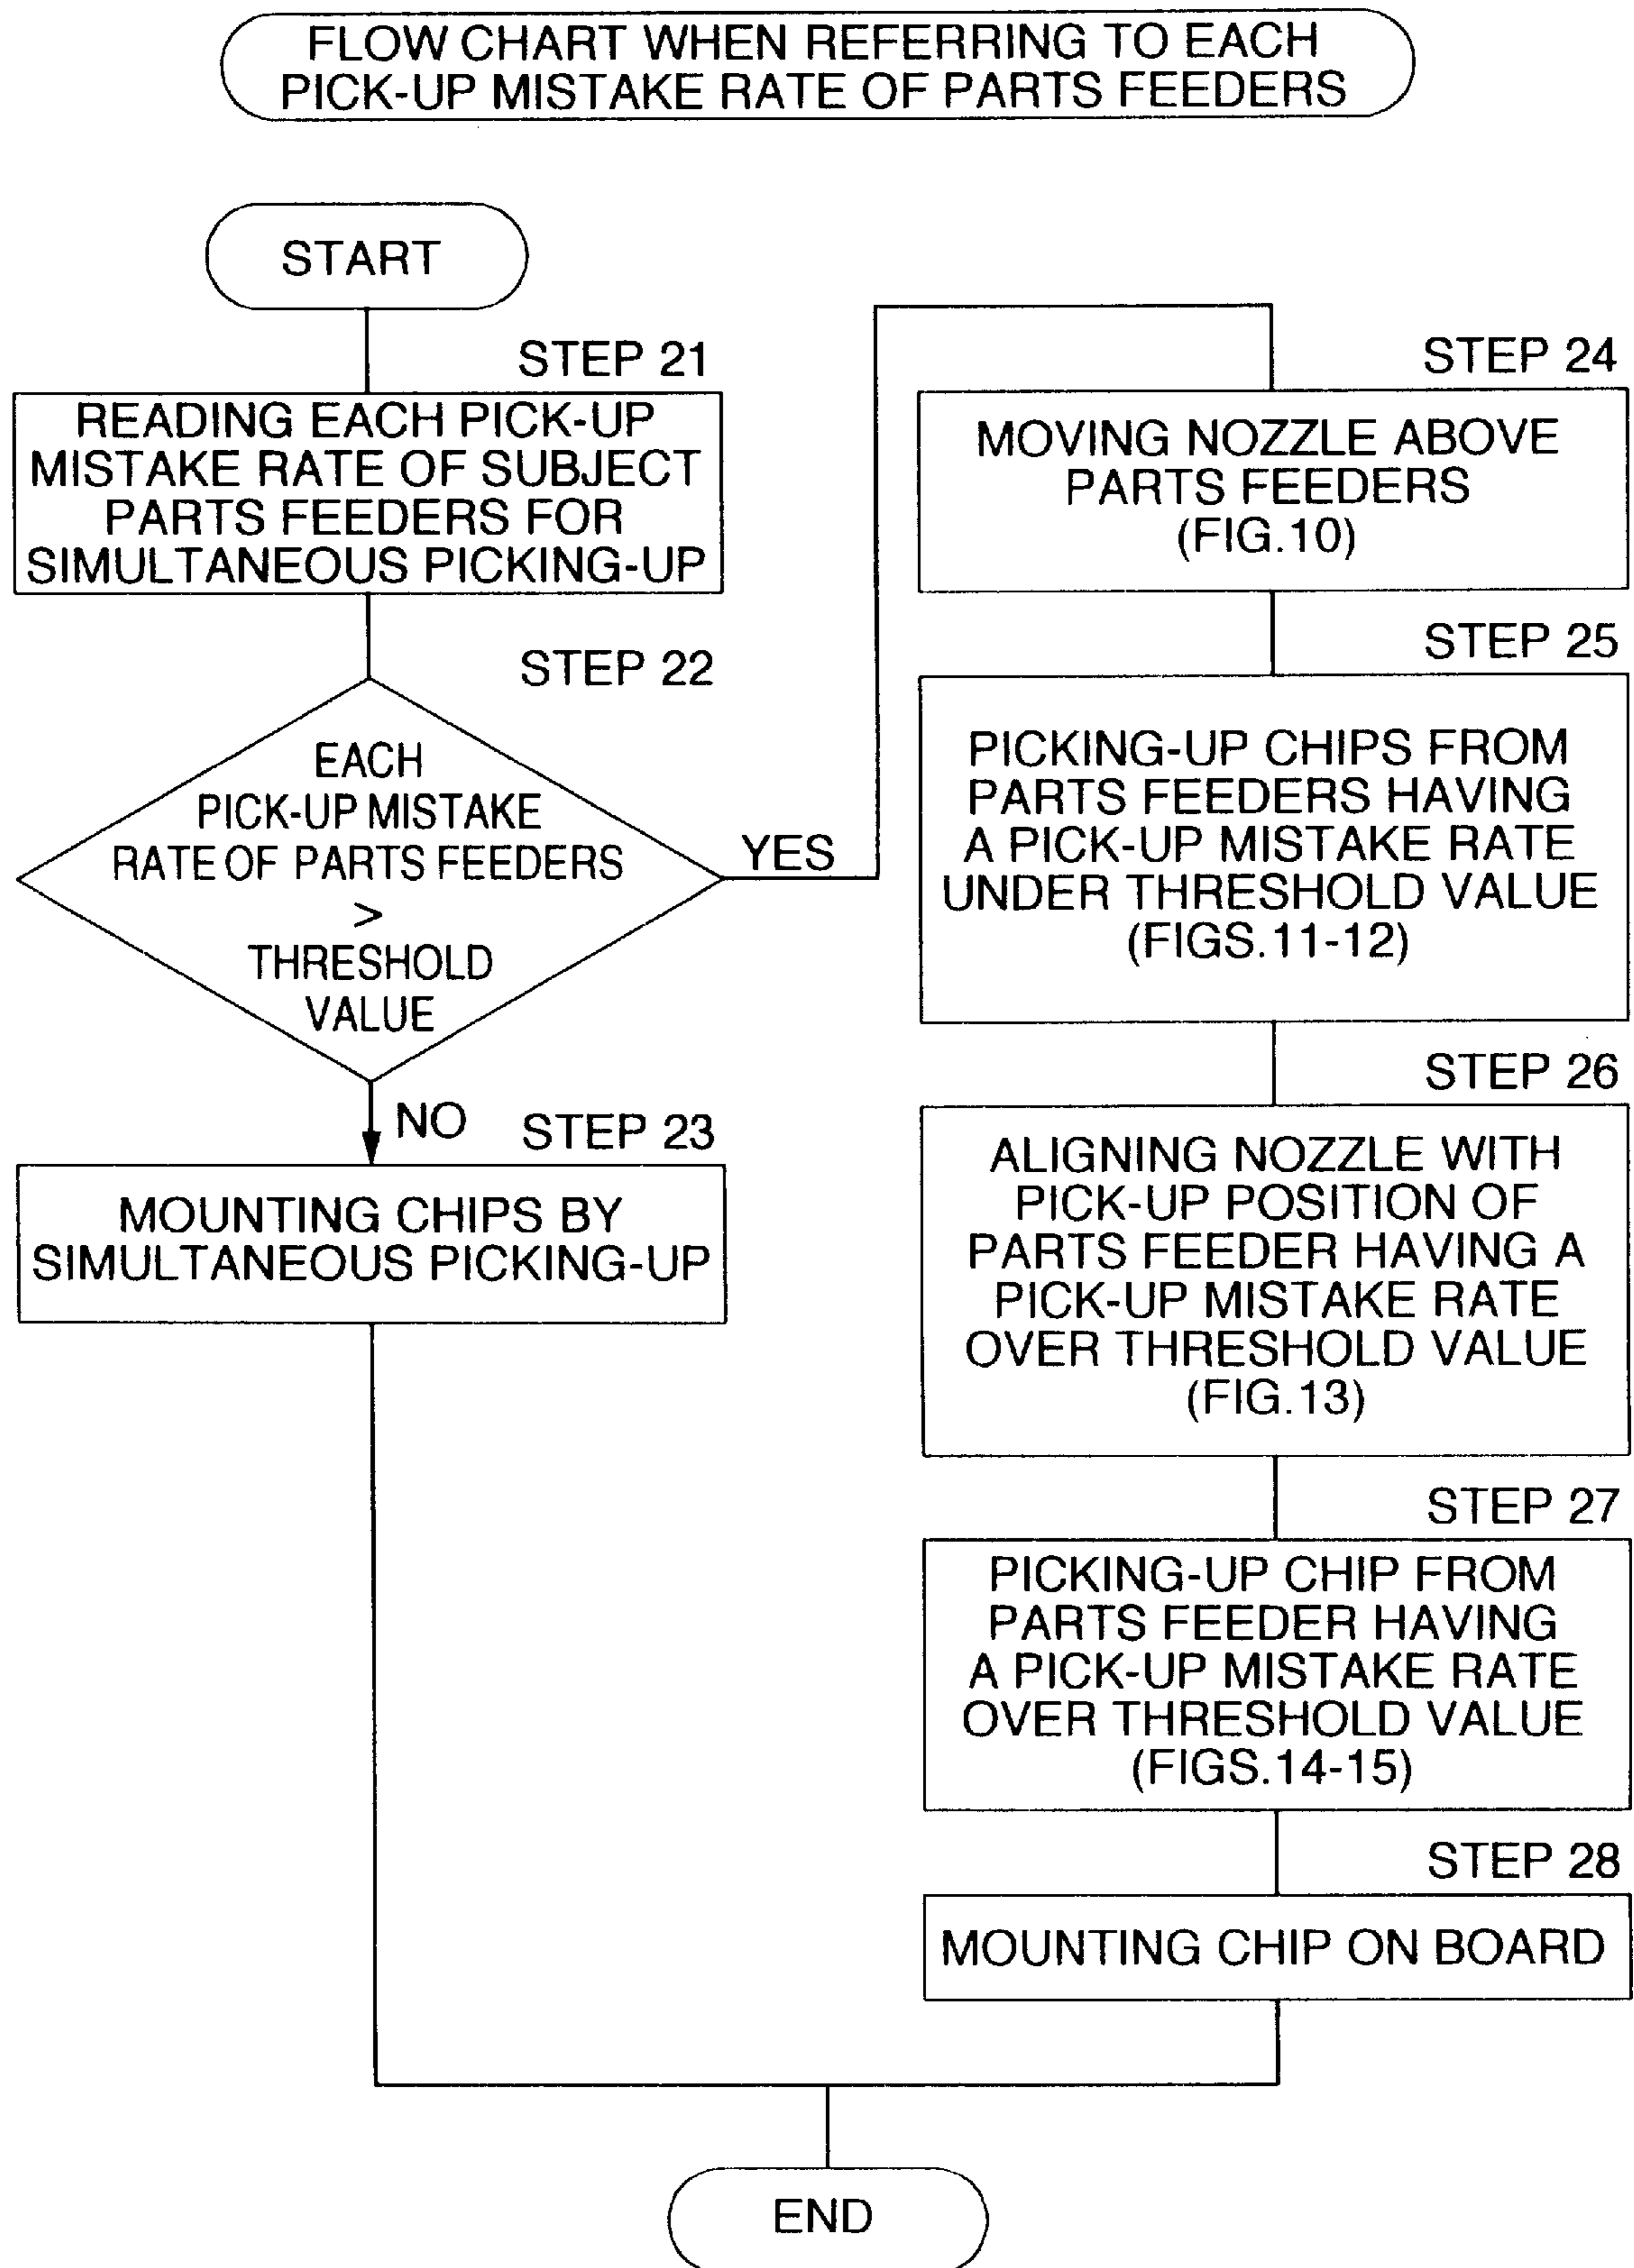 FLOW CHART WHEN REFERRING TO EACH
PICK-UP MISTAKE RATE OF PARTS FEEDERS
START
STEP 21
READING EACH PICK-UP
MISTAKE RATE OF SUBJECT
PARTS FEEDERS FOR
SIMULTANEOUS PICKING-UP
STEP 22
EACH
PICK-UP MISTAKE
RATE OF PARTS FEEDERS
>
THRESHOLD
VALUE
YES
NO
STEP 23
MOUNTING CHIPS BY
SIMULTANEOUS PICKING-UP
STEP 24
MOVING NOZZLE ABOVE
PARTS FEEDERS
(FIG.10)
STEP 25
PICKING-UP CHIPS FROM
PARTS FEEDERS HAVING
A PICK-UP MISTAKE RATE
UNDER THRESHOLD VALUE
(FIGS.11-12)
STEP 26
ALIGNING NOZZLE WITH
PICK-UP POSITION OF
PARTS FEEDER HAVING A
PICK-UP MISTAKE RATE
OVER THRESHOLD VALUE
(FIG.13)
STEP 27
PICKING-UP CHIP FROM
PARTS FEEDER HAVING
A PICK-UP MISTAKE RATE
OVER THRESHOLD VALUE
(FIGS.14-15)
STEP 28
MOUNTING CHIP ON BOARD
END